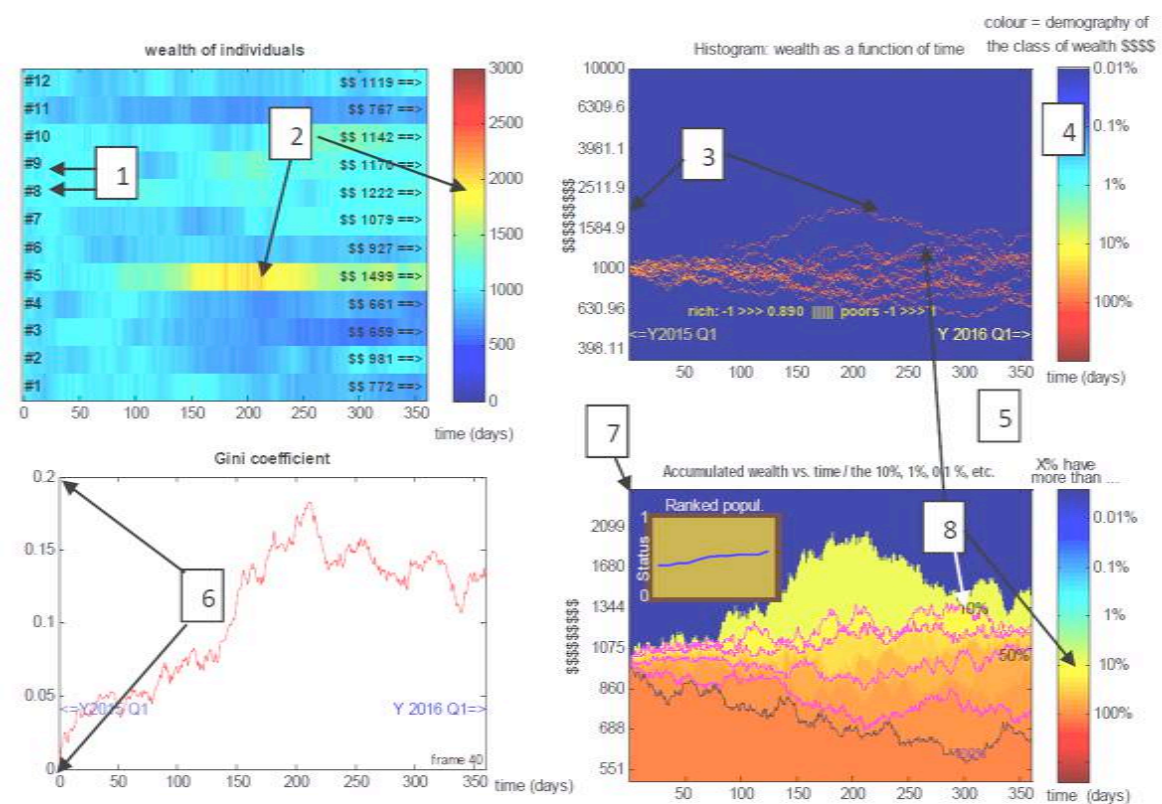 wealth of individuals
#12 $$ 1119 ==>
#11 $$ 767 ==>
#10 $$ 1142 ==>
#9 $$ 1170 ==>
#8 $$ 1222 ==>
#7 $$ 1079 ==>
#6 $$ 927 ==>
#5 $$ 1499 ==>
#4 $$ 661 ==>
#3 $$ 659 ==>
#2 $$ 981 ==>
#1 $$ 772 ==>
0 50 100 150 200 250 300 350
time (days)
3000
2500
2000
1500
1000
500
0
1
2
colour = demography of
the class of wealth $$$$
Histogram: wealth as a function of time
10000
6309.6
3981.1
2511.9
1584.9
1000
630.96
398.11
$$$$$$$$$$
rich: -1 >>> 0.890 |||||| poors -1 >>> 1
<=Y2015 Q1 Y 2016 Q1=>
50 100 150 200 250 300 350
time (days)
0.01%
0.1%
1%
10%
100%
3
4
5
Gini coefficient
0.2
0.15
0.1
0.05
0
<=Y2015 Q1 Y 2016 Q1=>
frame 40
0 50 100 150 200 250 300 350
time (days)
6
7
Accumulated wealth vs. time / the 10%, 1%, 0.1 %, etc.
X% have
more than ...
Ranked popul.
1
Status
0
2099
1680
1344
1075
860
688
551
$$$$$$$$$$
10%
50%
100%
50 100 150 200 250 300 350
time (days)
0.01%
0.1%
1%
10%
100%
8